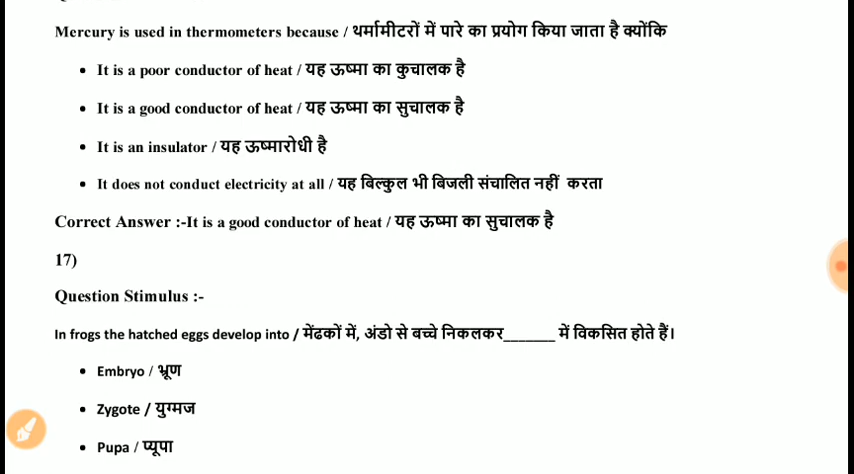 Mercury is used in thermometers because / थर्मामीटरों में पारे का प्रयोग किया जाता है क्योंकि
• It is a poor conductor of heat / यह ऊष्मा का कुचालक है
• It is a good conductor of heat / यह ऊष्मा का सुचालक है
• It is an insulator / यह ऊष्मारोधी है
• It does not conduct electricity at all / यह बिल्कुल भी बिजली संचालित नहीं करता
Correct Answer :-It is a good conductor of heat / यह ऊष्मा का सुचालक है
17)
Question Stimulus :-
In frogs the hatched eggs develop into / मेंढकों में, अंडो से बच्चे निकलकर_______ में विकसित होते हैं।
• Embryo / भ्रूण
• Zygote / युग्मज
• Pupa / प्यूपा